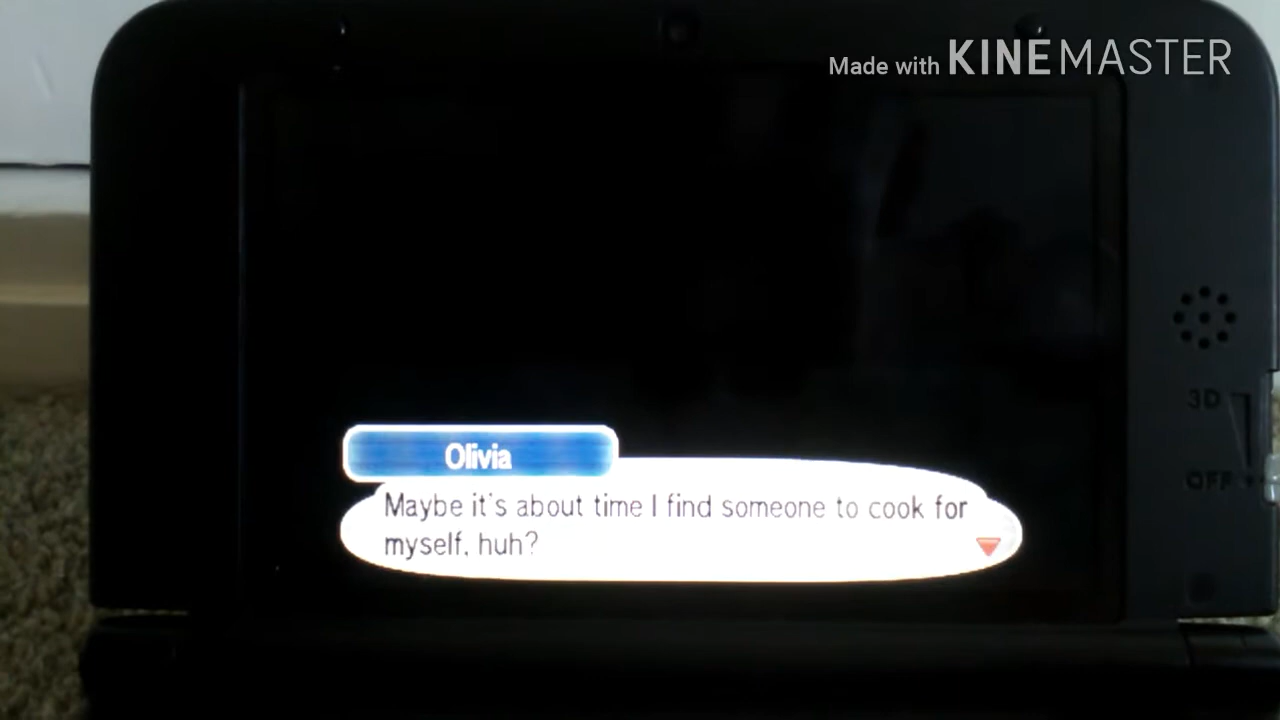 Made with KINEMASTER
3D
OFF
Olivia
Maybe it's about time I find someone to cook for
myself, huh?